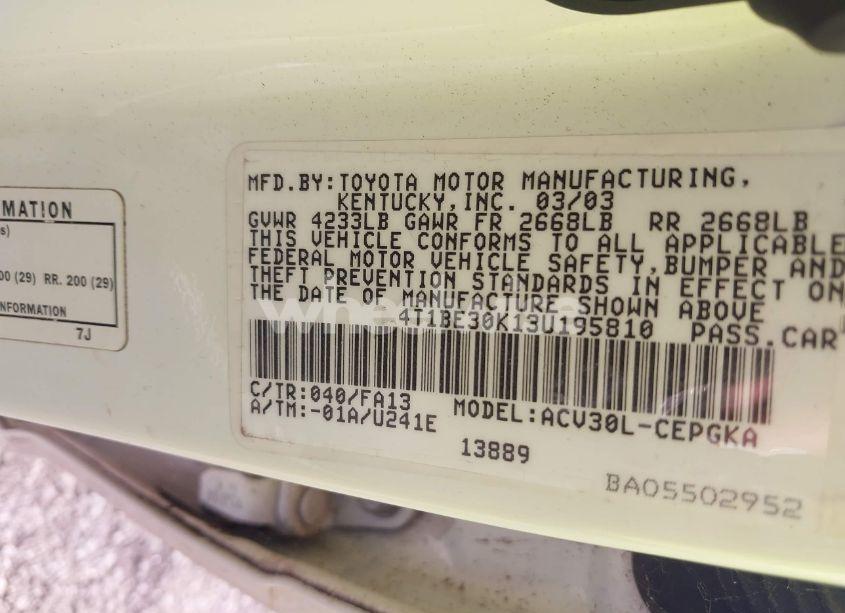 MATION
s)
00 (29) RR. 200 (29)
INFORMATION
7J
MFD.BY:TOYOTA MOTOR MANUFACTURING,
KENTUCKY,INC. 03/03
GVWR 4233LB GAWR FR 2668LB RR 2668LB
THIS VEHICLE CONFORMS TO ALL APPLICABLE
FEDERAL MOTOR VEHICLE SAFETY,BUMPER AND
THEFT PREVENTION STANDARDS IN EFFECT ON
THE DATE OF MANUFACTURE SHOWN ABOVE
4T1BE30K13U195810 PASS.CAR
C/TR:040/FA13
A/TM:-01A/U241E MODEL:ACV30L-CEPGKA
13889
BA05502952